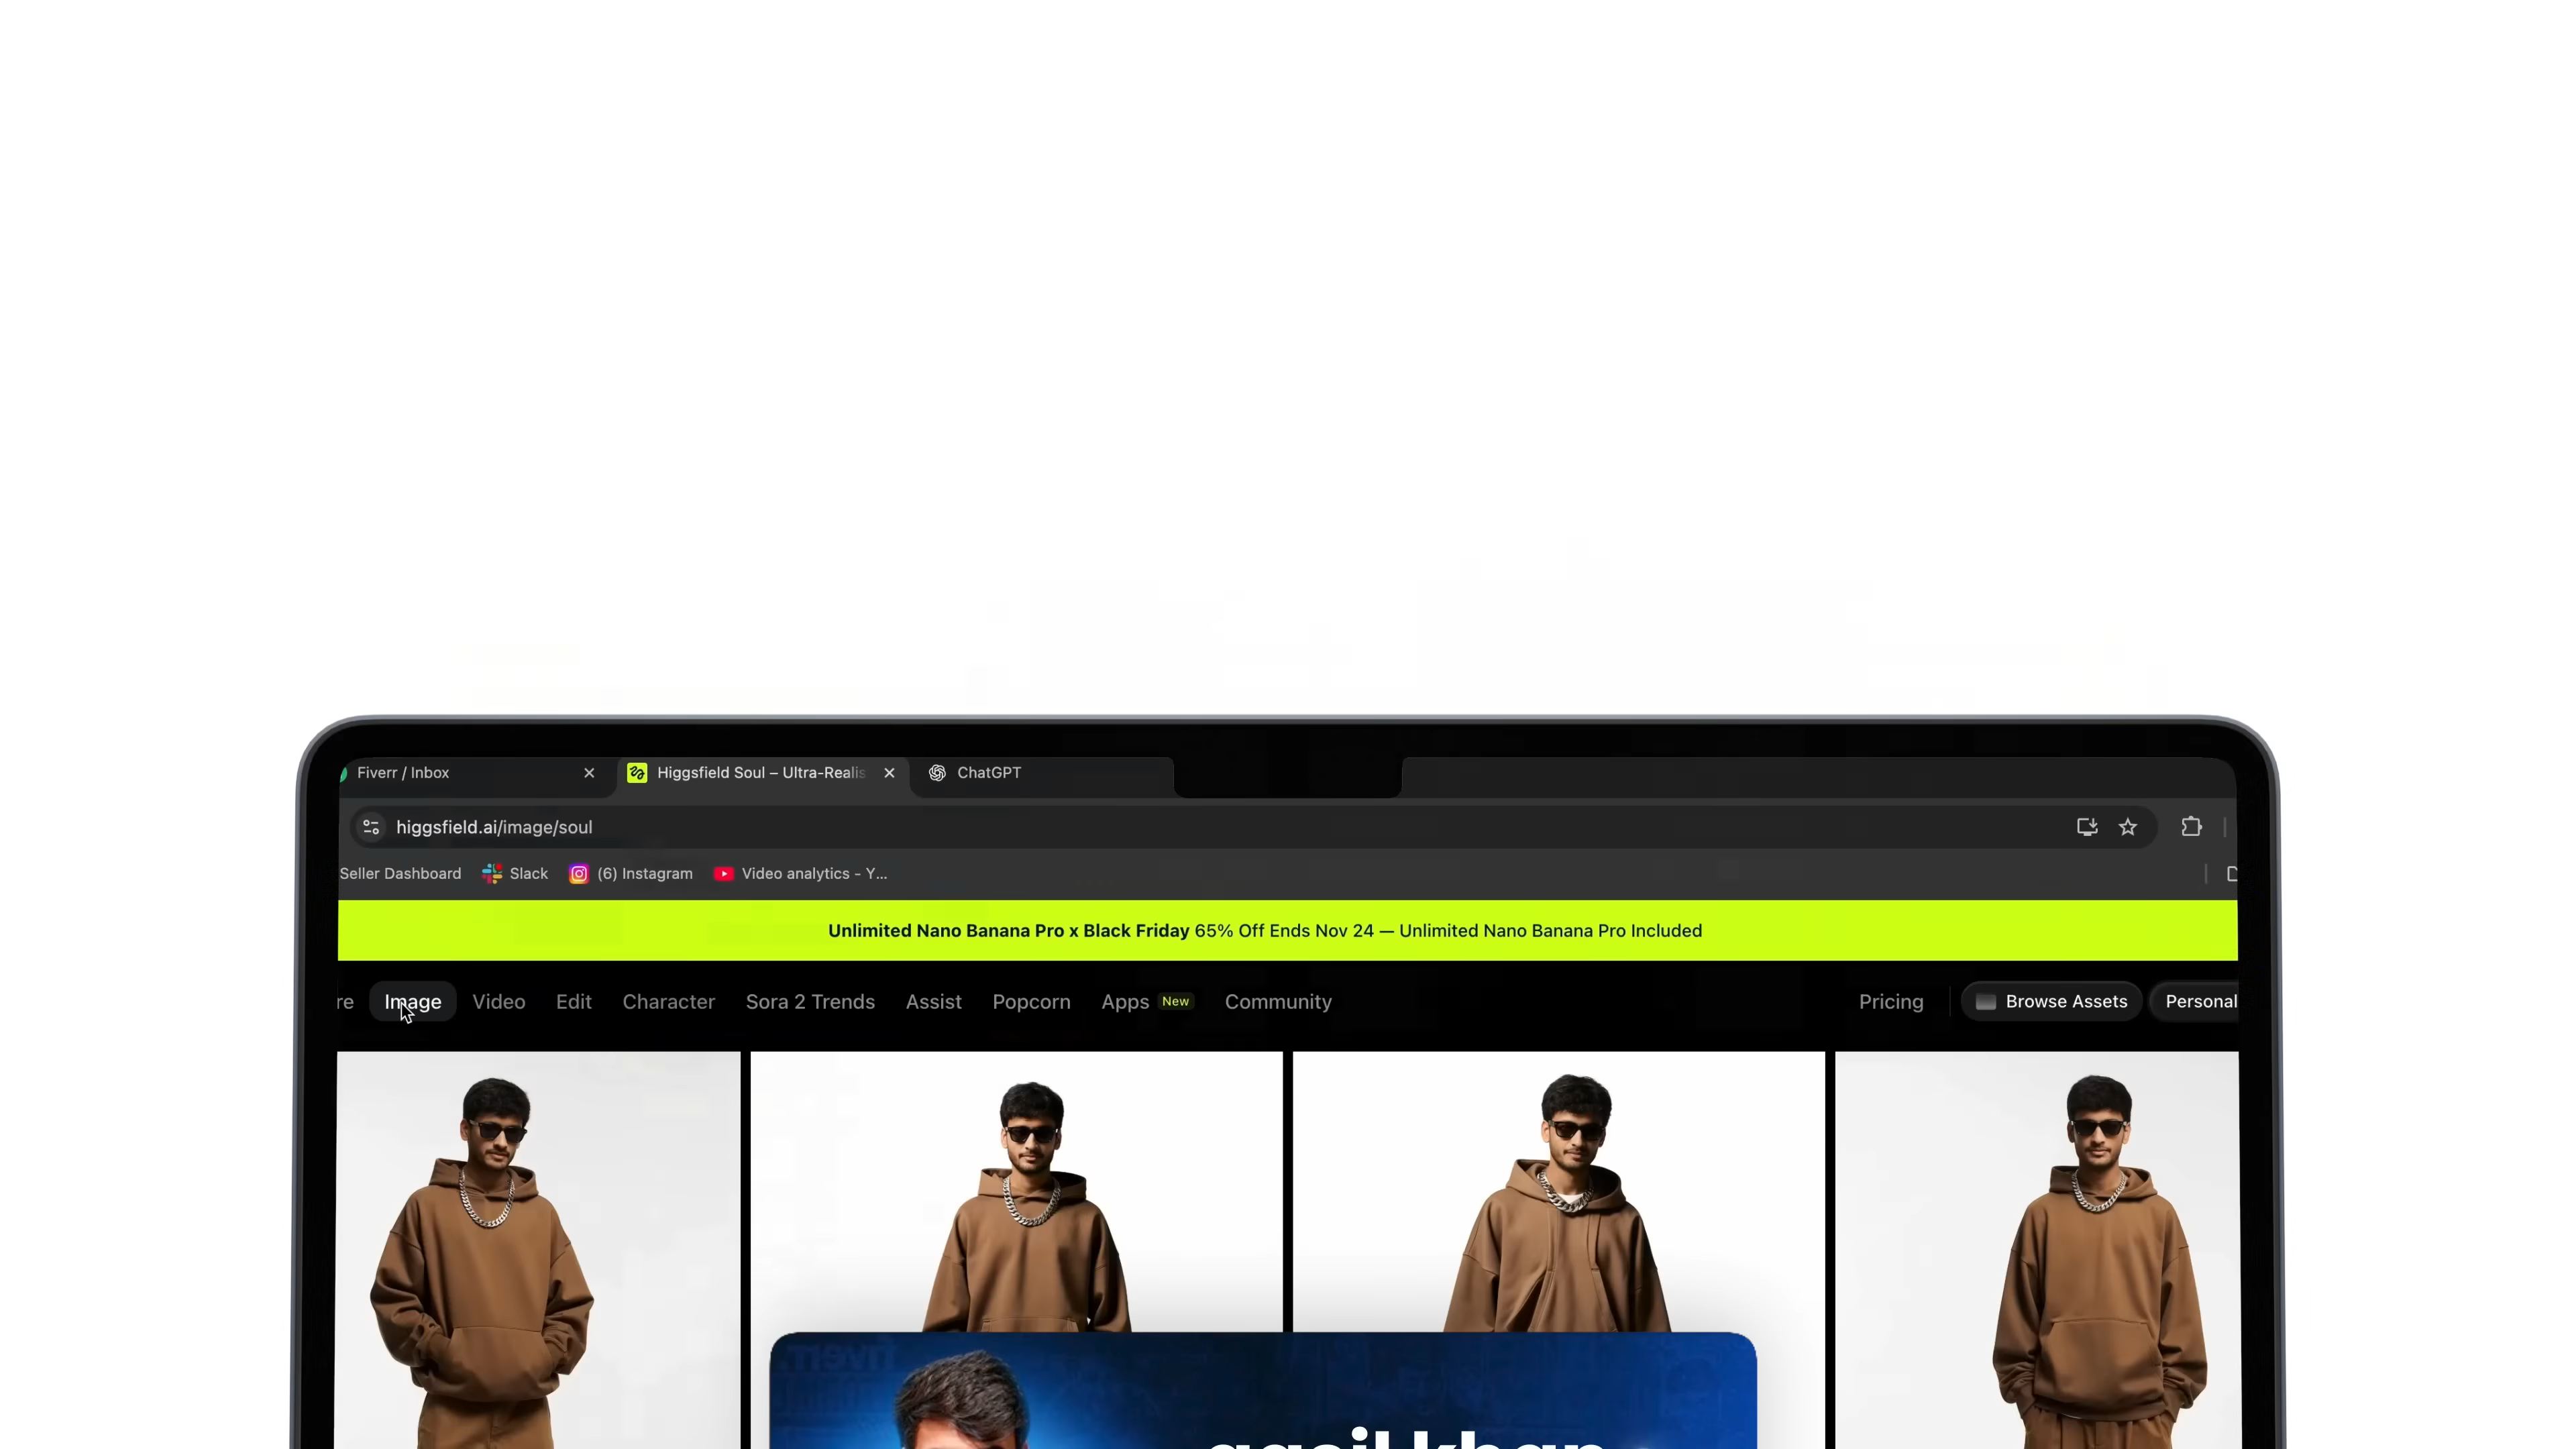 Fiverr / Inbox
Higgsfield Soul – Ultra-Realis
ChatGPT
higgsfield.ai/image/soul
Seller Dashboard
Slack
(6) Instagram
Video analytics - Y...
Unlimited Nano Banana Pro x Black Friday 65% Off Ends Nov 24 — Unlimited Nano Banana Pro Included
re
Image
Video
Edit
Character
Sora 2 Trends
Assist
Popcorn
Apps New
Community
Pricing
Browse Assets
Personal
fiverr.